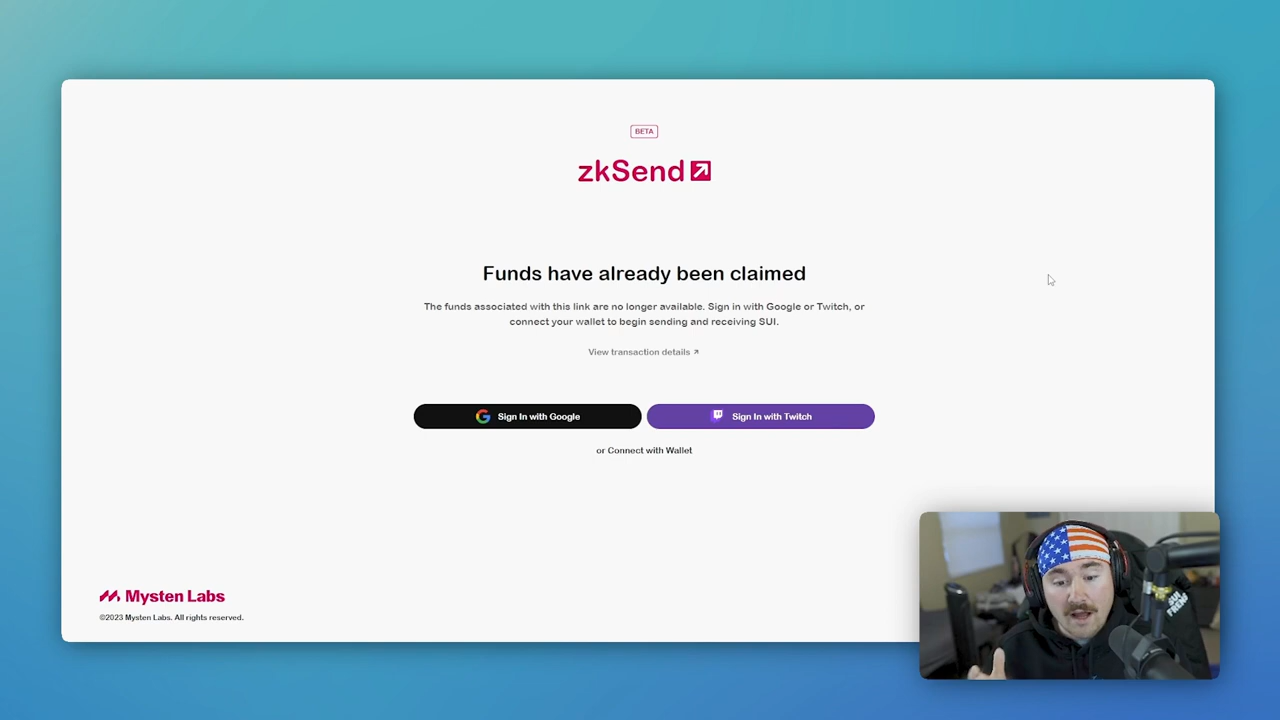 BETA
zkSend
Funds have already been claimed
The funds associated with this link are no longer available. Sign in with Google or Twitch, or
connect your wallet to begin sending and receiving SUI.
View transaction details ↗
Sign In with Google
Sign In with Twitch
or Connect with Wallet
Mysten Labs
©2023 Mysten Labs. All rights reserved.
SUI
FRENS